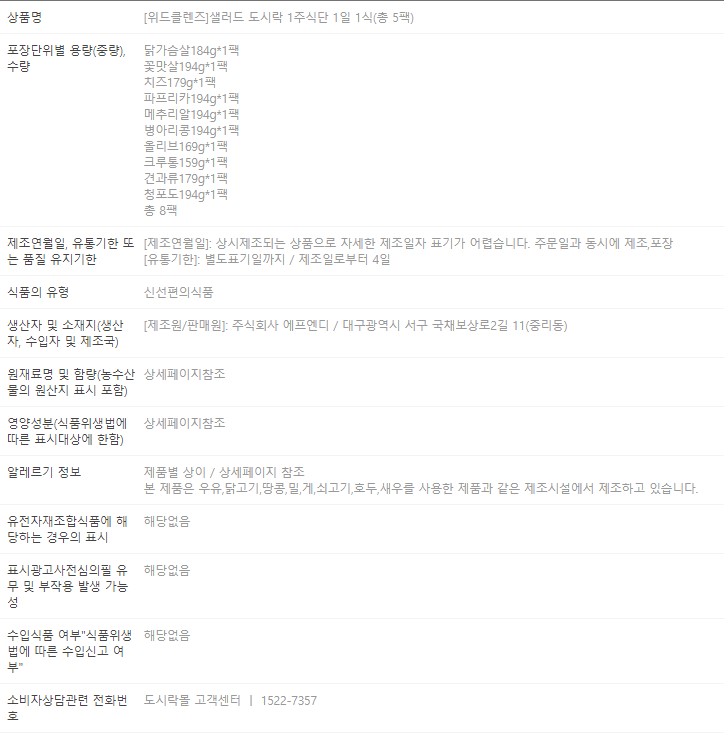 상품명
[위드클렌즈]샐러드 도시락 1주식단 1일 1식(총 5팩)
포장단위별 용량(중량),
수량
닭가슴살184g*1팩
꽃맛살194g*1팩
치즈179g*1팩
파프리카194g*1팩
메추리알194g*1팩
병아리콩194g*1팩
올리브169g*1팩
크루통159g*1팩
견과류179g*1팩
청포도194g*1팩
총 8팩
제조연월일, 유통기한 또
는 품질 유지기한
[제조연월일]: 상시제조되는 상품으로 자세한 제조일자 표기가 어렵습니다. 주문일과 동시에 제조,포장
[유통기한]: 별도표기일까지 / 제조일로부터 4일
식품의 유형
신선편의식품
생산자 및 소재지(생산
자, 수입자 및 제조국)
[제조원/판매원]: 주식회사 에프엔디 / 대구광역시 서구 국채보상로2길 11(중리동)
원재료명 및 함량(농수산
물의 원산지 표시 포함)
상세페이지참조
영양성분(식품위생법에
따른 표시대상에 한함)
상세페이지참조
알레르기 정보
제품별 상이 / 상세페이지 참조
본 제품은 우유,닭고기,땅콩,밀,게,쇠고기,호두,새우를 사용한 제품과 같은 제조시설에서 제조하고 있습니다.
유전자재조합식품에 해
당하는 경우의 표시
해당없음
표시광고사전심의필 유
무 및 부작용 발생 가능
성
해당없음
수입식품 여부"식품위생
법에 따른 수입신고 여
부"
해당없음
소비자상담관련 전화번
호
도시락몰 고객센터 ㅣ 1522-7357